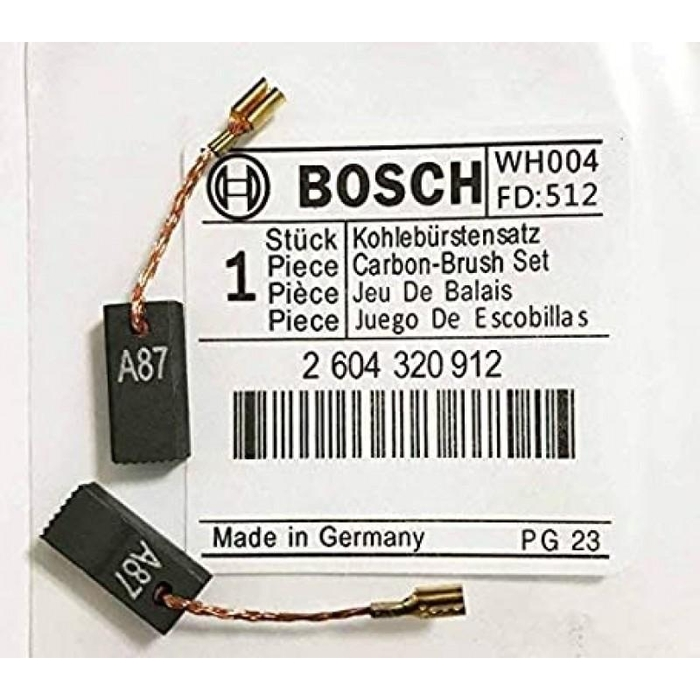 BOSCH
WH004
FD:512
1
Stück Kohlebürstensatz
Piece Carbon-Brush Set
Pièce Jeu De Balais
Piece Juego De Escobillas
2 604 320 912
Made in Germany PG 23
A87
A87